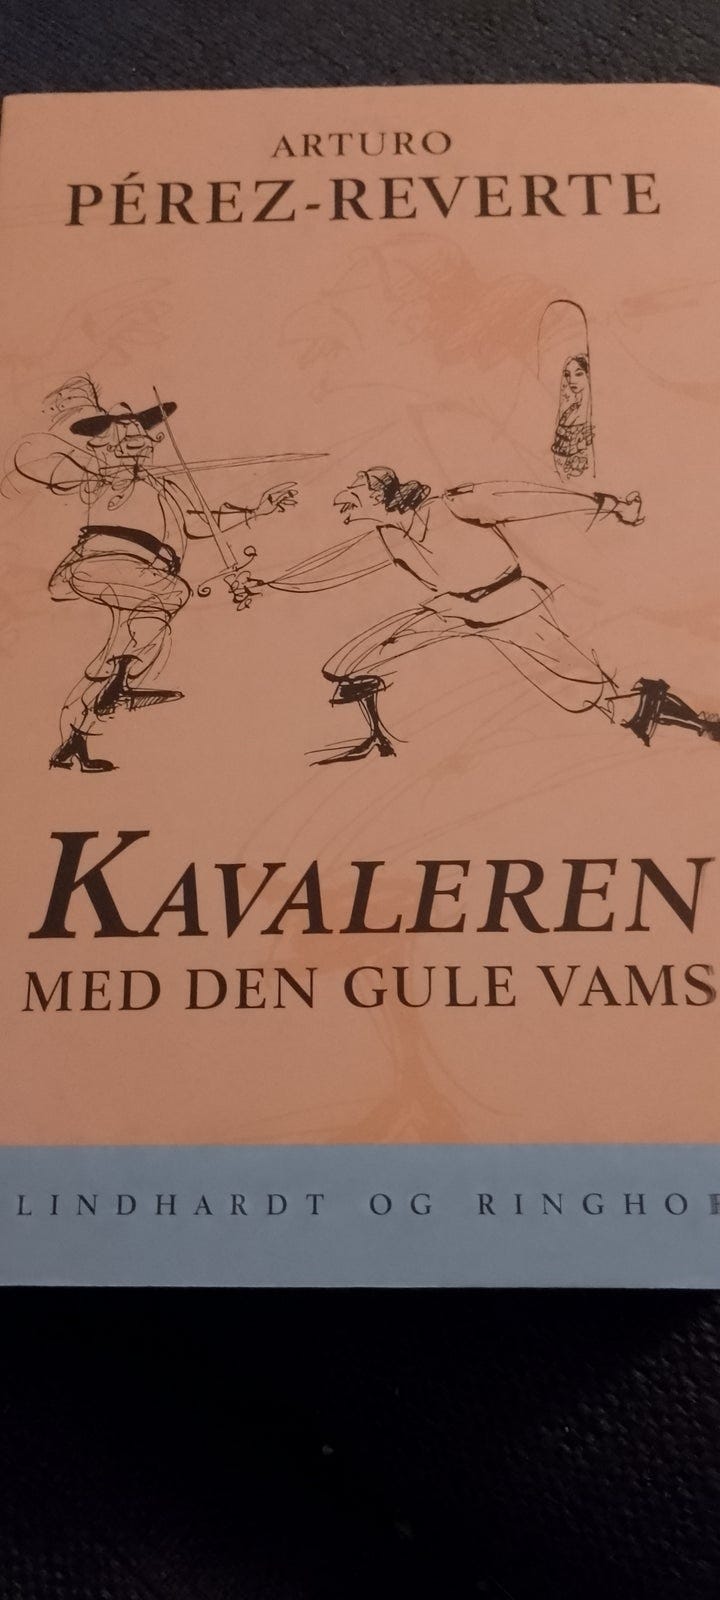 ARTURO
PÉREZ-REVERTE
KAVALEREN
MED DEN GULE VAMS
LINDHARDT OG RINGHOF